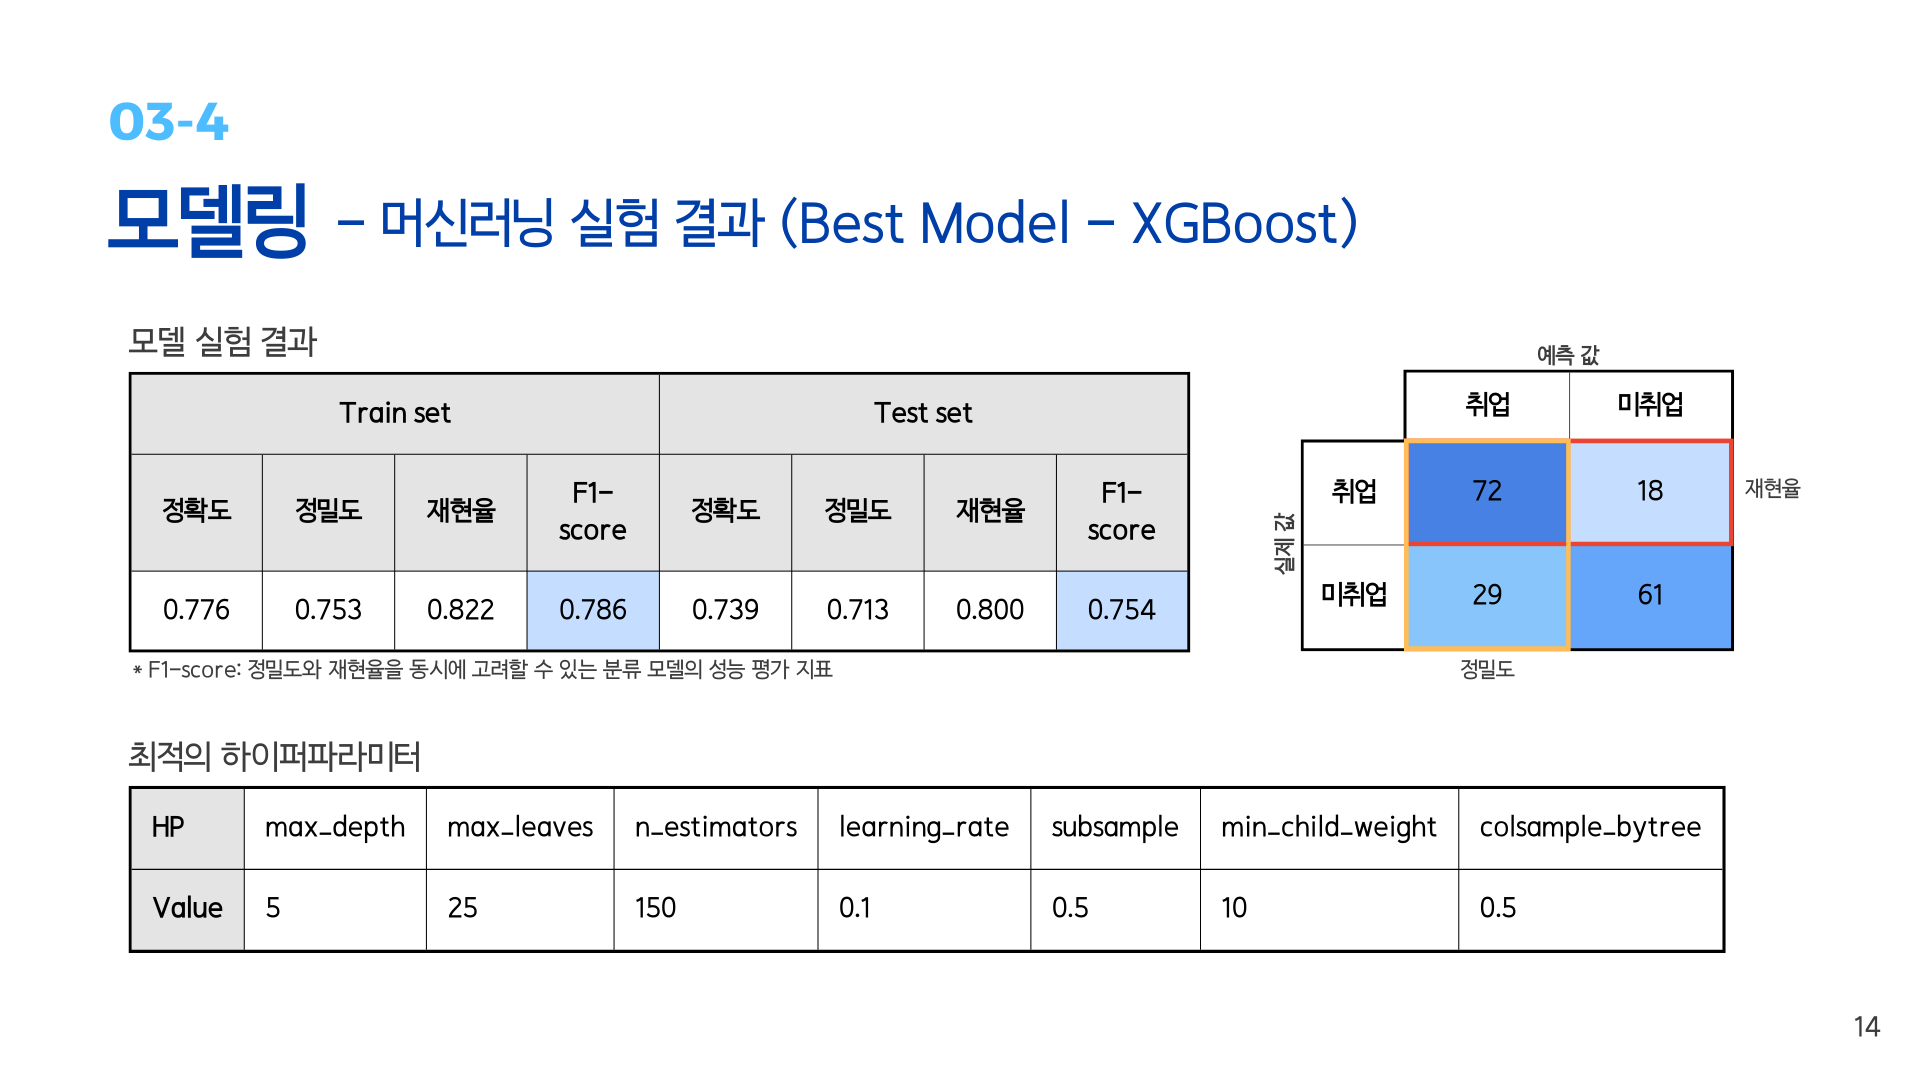 03-4
모델링 - 머신러닝 실험 결과 (Best Model - XGBoost)
모델 실험 결과
Train set Test set
정확도 정밀도 재현율 F1-score 정확도 정밀도 재현율 F1-score
0.776 0.753 0.822 0.786 0.739 0.713 0.800 0.754
* F1-score: 정밀도와 재현율을 동시에 고려할 수 있는 분류 모델의 성능 평가 지표
예측 값
취업 미취업
실제 값
취업 72 18 재현율
미취업 29 61
정밀도
최적의 하이퍼파라미터
HP max_depth max_leaves n_estimators learning_rate subsample min_child_weight colsample_bytree
Value 5 25 150 0.1 0.5 10 0.5
14